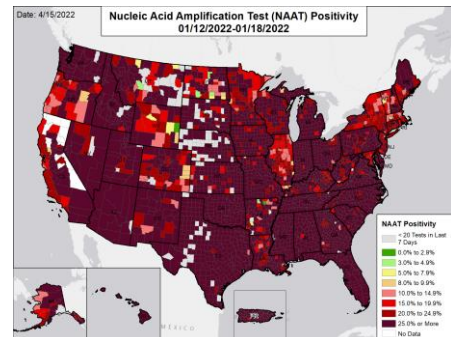 Date: 4/15/2022
Nucleic Acid Amplification Test (NAAT) Positivity
01/12/2022-01/18/2022
NAAT Positivity
< 20 Tests in Last
7 Days
0.0% to 2.9%
3.0% to 4.9%
5.0% to 7.9%
8.0% to 9.9%
10.0% to 14.9%
15.0% to 19.9%
20.0% to 24.9%
25.0% or More
No Data
MEXICO